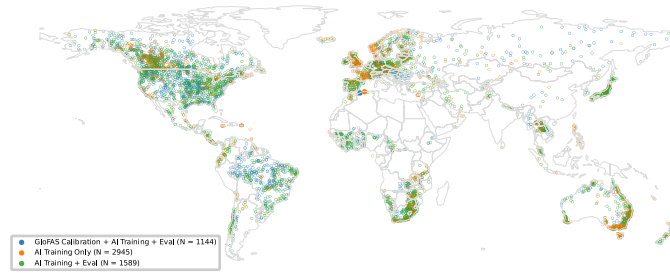 GloFAS Calibration + AI Training + Eval (N = 1144)
AI Training Only (N = 2945)
AI Training + Eval (N = 1589)